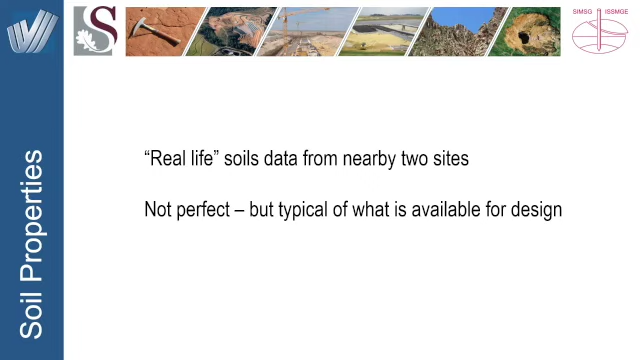 SIMSG ISSMGE
S
Soil Properties
“Real life” soils data from nearby two sites
Not perfect – but typical of what is available for design